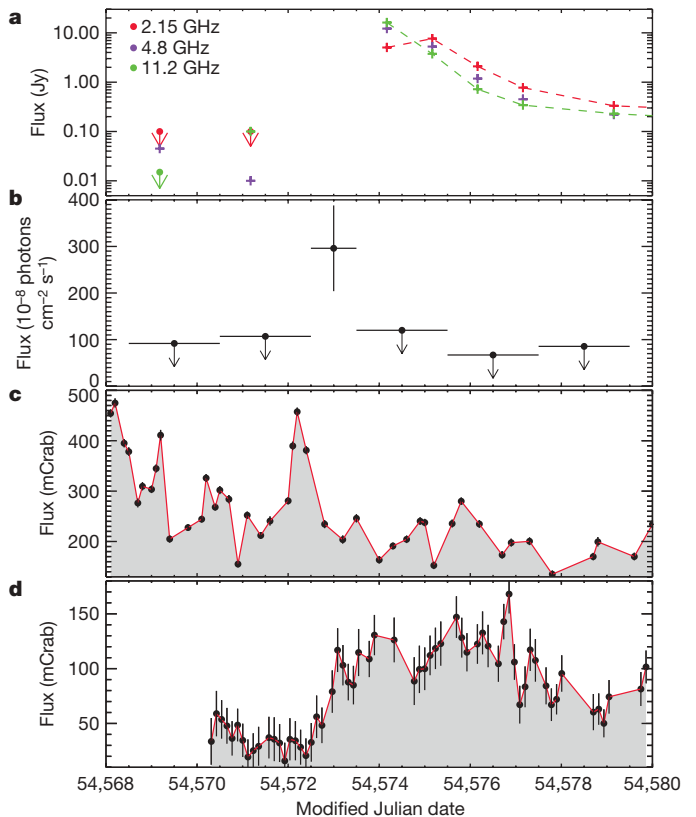 a
2.15 GHz
4.8 GHz
11.2 GHz
10.00
1.00
0.10
0.01
Flux (Jy)
b
400
300
200
100
0
Flux (10⁻⁸ photons
cm⁻² s⁻¹)
c
500
400
300
200
Flux (mCrab)
d
150
100
50
Flux (mCrab)
54,568 54,570 54,572 54,574 54,576 54,578 54,580
Modified Julian date